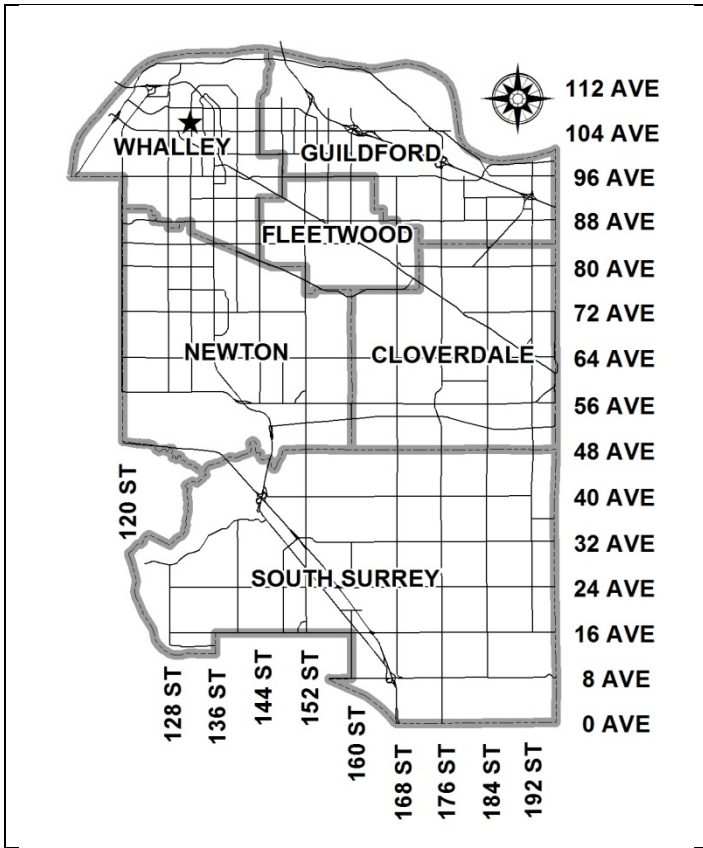 112 AVE
104 AVE
WHALLEY
GUILDFORD
96 AVE
88 AVE
FLEETWOOD
80 AVE
72 AVE
NEWTON
CLOVERDALE
64 AVE
56 AVE
48 AVE
120 ST
40 AVE
32 AVE
SOUTH SURREY
24 AVE
16 AVE
8 AVE
0 AVE
128 ST
136 ST
144 ST
152 ST
160 ST
168 ST
176 ST
184 ST
192 ST